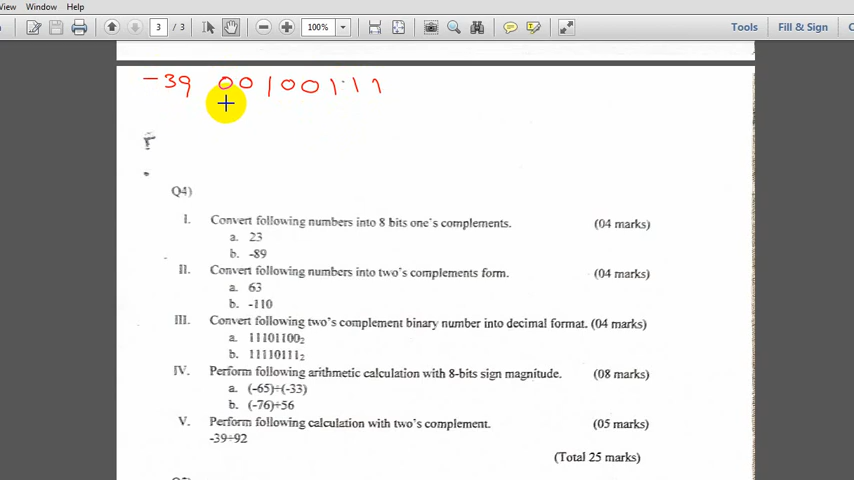 View Window Help
3 / 3 100% Tools Fill & Sign
-39 00100111
Q4)
I. Convert following numbers into 8 bits one's complements. (04 marks)
a. 23
b. -89
II. Convert following numbers into two's complements form. (04 marks)
a. 63
b. -110
III. Convert following two's complement binary number into decimal format. (04 marks)
a. 11101100₂
b. 11110111₂
IV. Perform following arithmetic calculation with 8-bits sign magnitude. (08 marks)
a. (-65)+(-33)
b. (-76)+56
V. Perform following calculation with two's complement. (05 marks)
-39+92
(Total 25 marks)